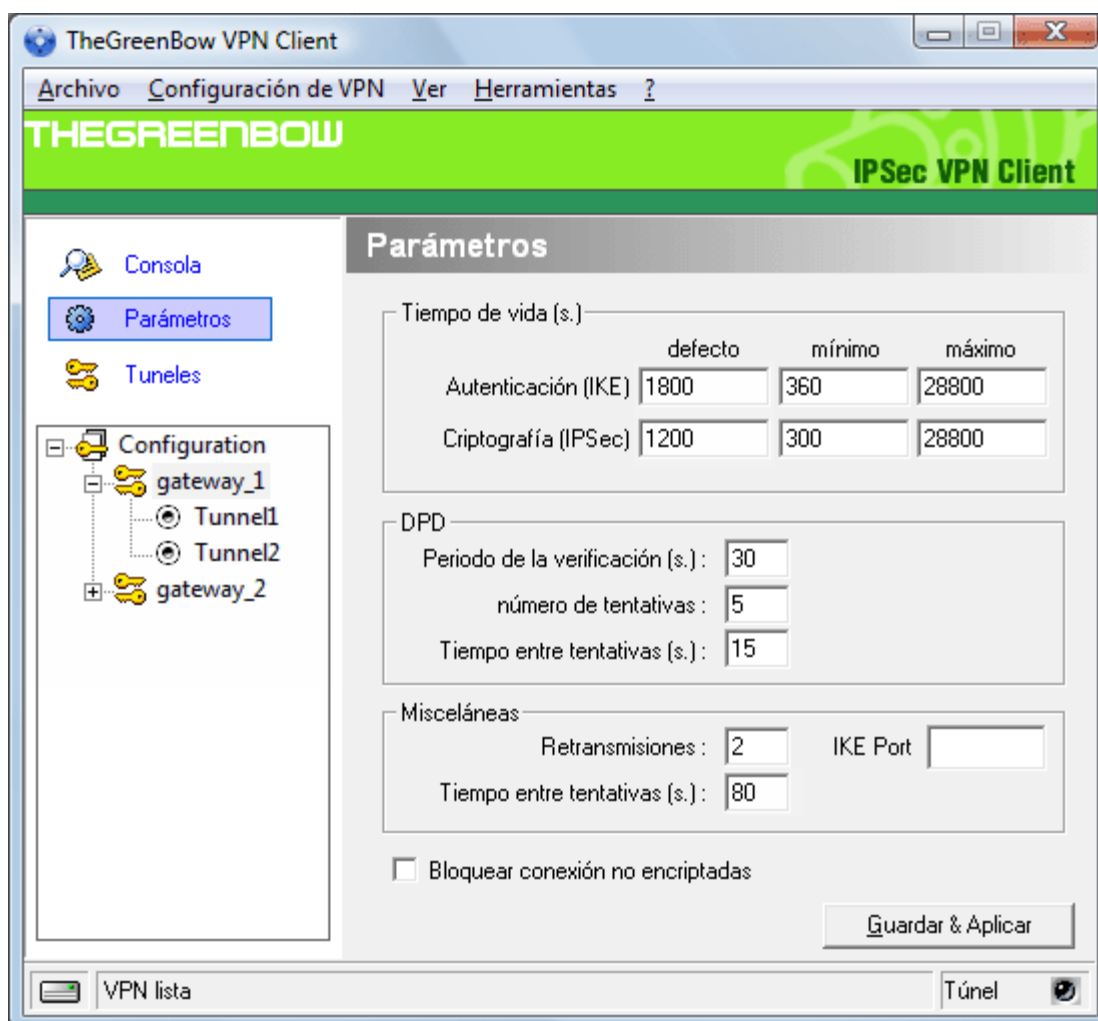 TheGreenBow VPN Client
Archivo Configuración de VPN Ver Herramientas ?
THEGREENBOW
IPSec VPN Client
Consola
Parámetros
Tuneles
Configuration
gateway_1
Tunnel1
Tunnel2
gateway_2
Parámetros
Tiempo de vida (s.)
defecto mínimo máximo
Autenticación (IKE) 1800 360 28800
Criptografía (IPSec) 1200 300 28800
DPD
Periodo de la verificación (s.) : 30
número de tentativas : 5
Tiempo entre tentativas (s.) : 15
Misceláneas
Retransmisiones : 2 IKE Port
Tiempo entre tentativas (s.) : 80
Bloquear conexión no encriptadas
Guardar & Aplicar
VPN lista Túnel